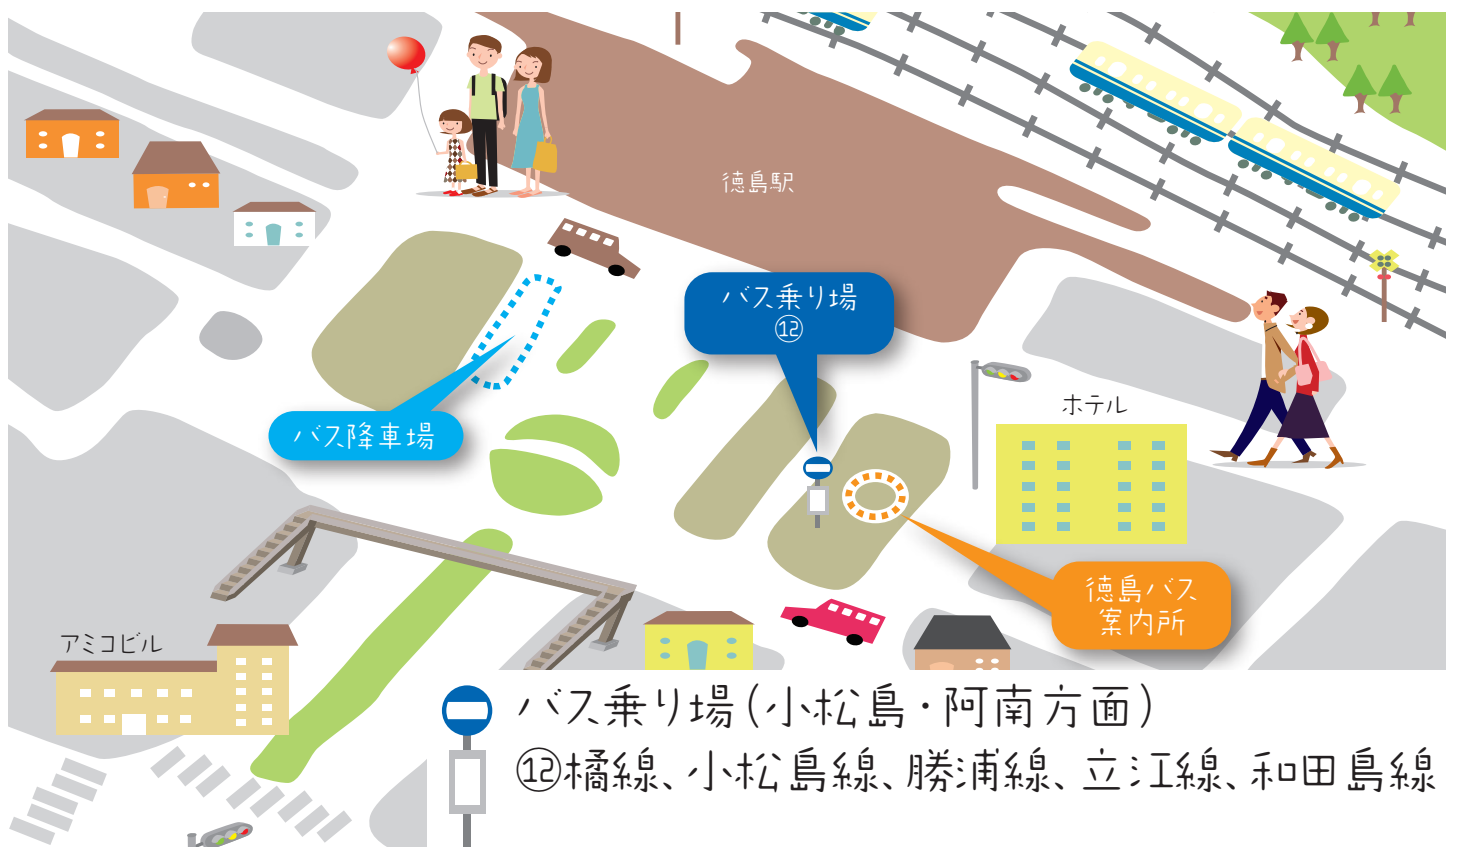 徳島駅
バス乗り場
⑫
バス降車場
ホテル
徳島バス
案内所
アミコビル
バス乗り場(小松島・阿南方面)
⑫橘線、小松島線、勝浦線、立江線、和田島線